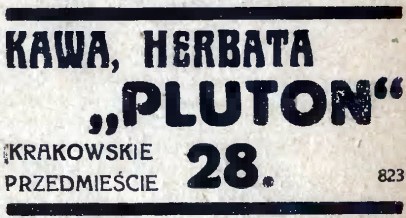 KAWA, HERBATA
„PLUTON“
KRAKOWSKIE
PRZEDMIEŚCIE 28.
823